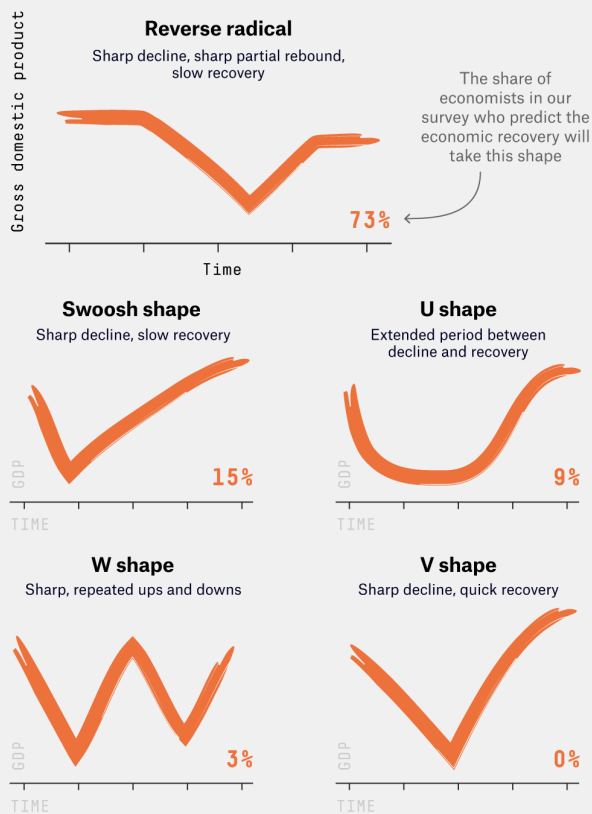 Gross domestic product
Reverse radical
Sharp decline, sharp partial rebound,
slow recovery
The share of
economists in our
survey who predict the
economic recovery will
take this shape
73%
Time
Swoosh shape
Sharp decline, slow recovery
GDP
15%
TIME
U shape
Extended period between
decline and recovery
GDP
9%
TIME
W shape
Sharp, repeated ups and downs
GDP
3%
TIME
V shape
Sharp decline, quick recovery
GDP
0%
TIME